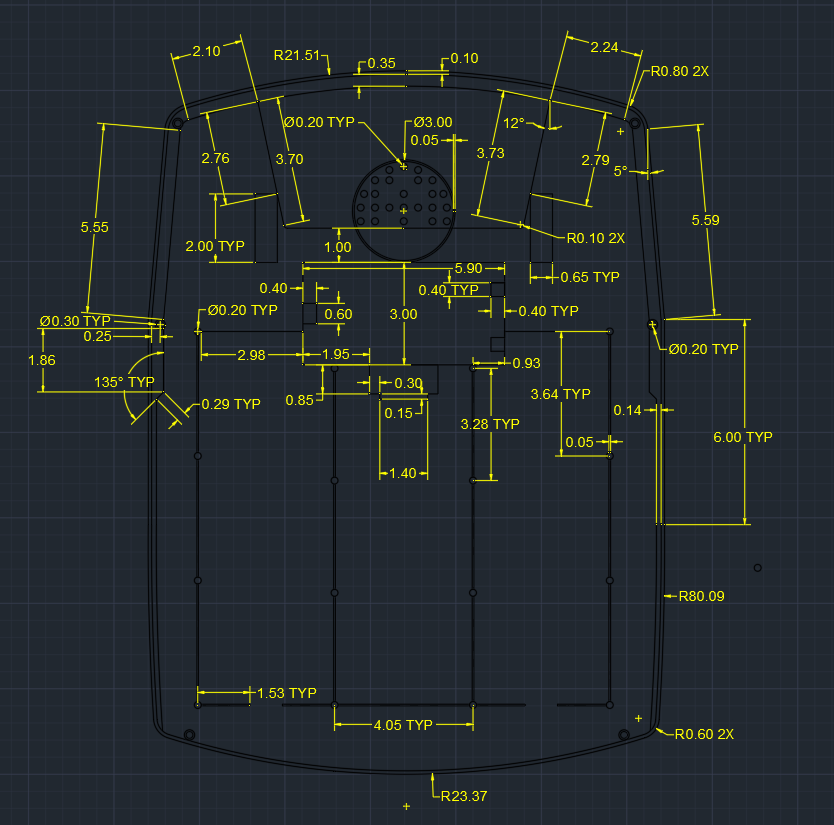 2.10
R21.51
0.35
0.10
2.24
R0.80 2X
Ø0.20 TYP
Ø3.00
0.05
12°
2.76
3.70
3.73
2.79
5°
5.55
5.59
2.00 TYP
1.00
R0.10 2X
5.90
0.65 TYP
0.40
0.40 TYP
Ø0.30 TYP
Ø0.20 TYP
0.60
3.00
0.40 TYP
0.25
2.98
1.95
0.93
Ø0.20 TYP
1.86
135° TYP
0.30
0.85
0.29 TYP
0.15
3.64 TYP
0.14
3.28 TYP
0.05
6.00 TYP
1.40
R80.09
1.53 TYP
4.05 TYP
R0.60 2X
R23.37